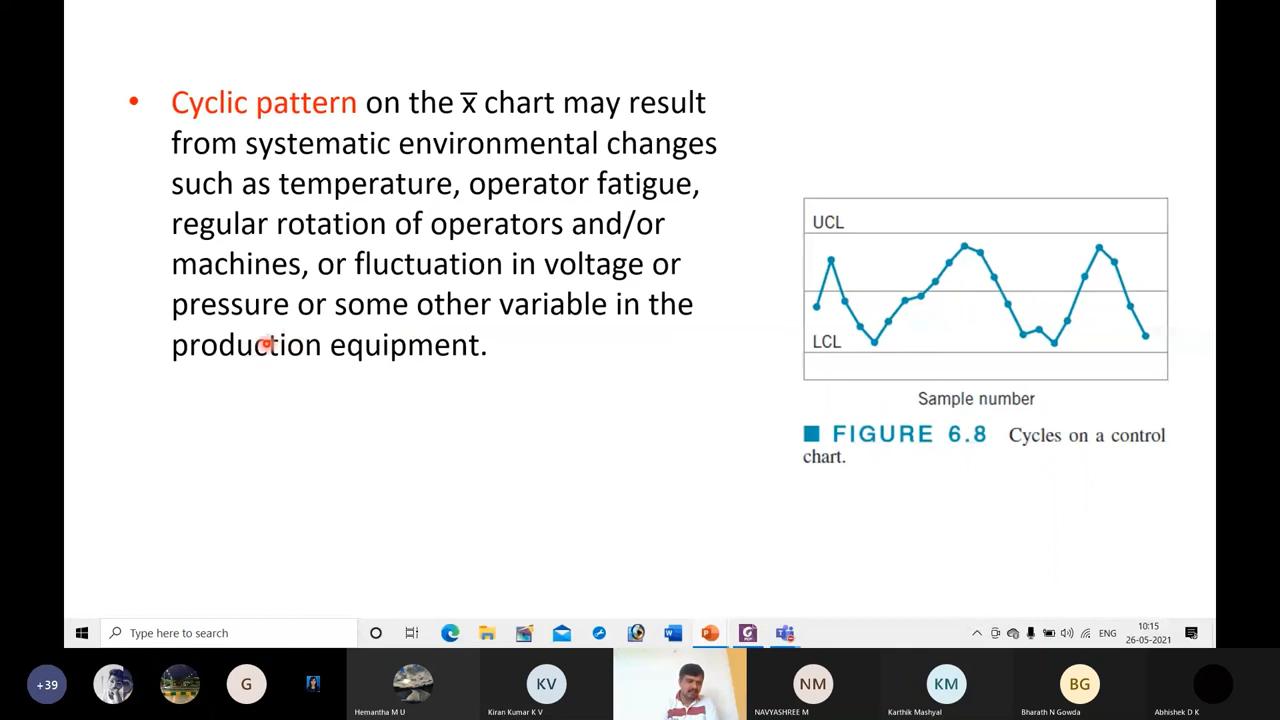 • Cyclic pattern on the x̅ chart may result
from systematic environmental changes
such as temperature, operator fatigue,
regular rotation of operators and/or
machines, or fluctuation in voltage or
pressure or some other variable in the
production equipment.
UCL
LCL
Sample number
FIGURE 6.8 Cycles on a control
chart.
Type here to search
ENG
10:15
26-05-2021
+39
G
KV
NM
KM
BG
Hemantha M U
Kiran Kumar K V
NAVYASHREE M
Karthik Mashyal
Bharath N Gowda
Abhishek D K